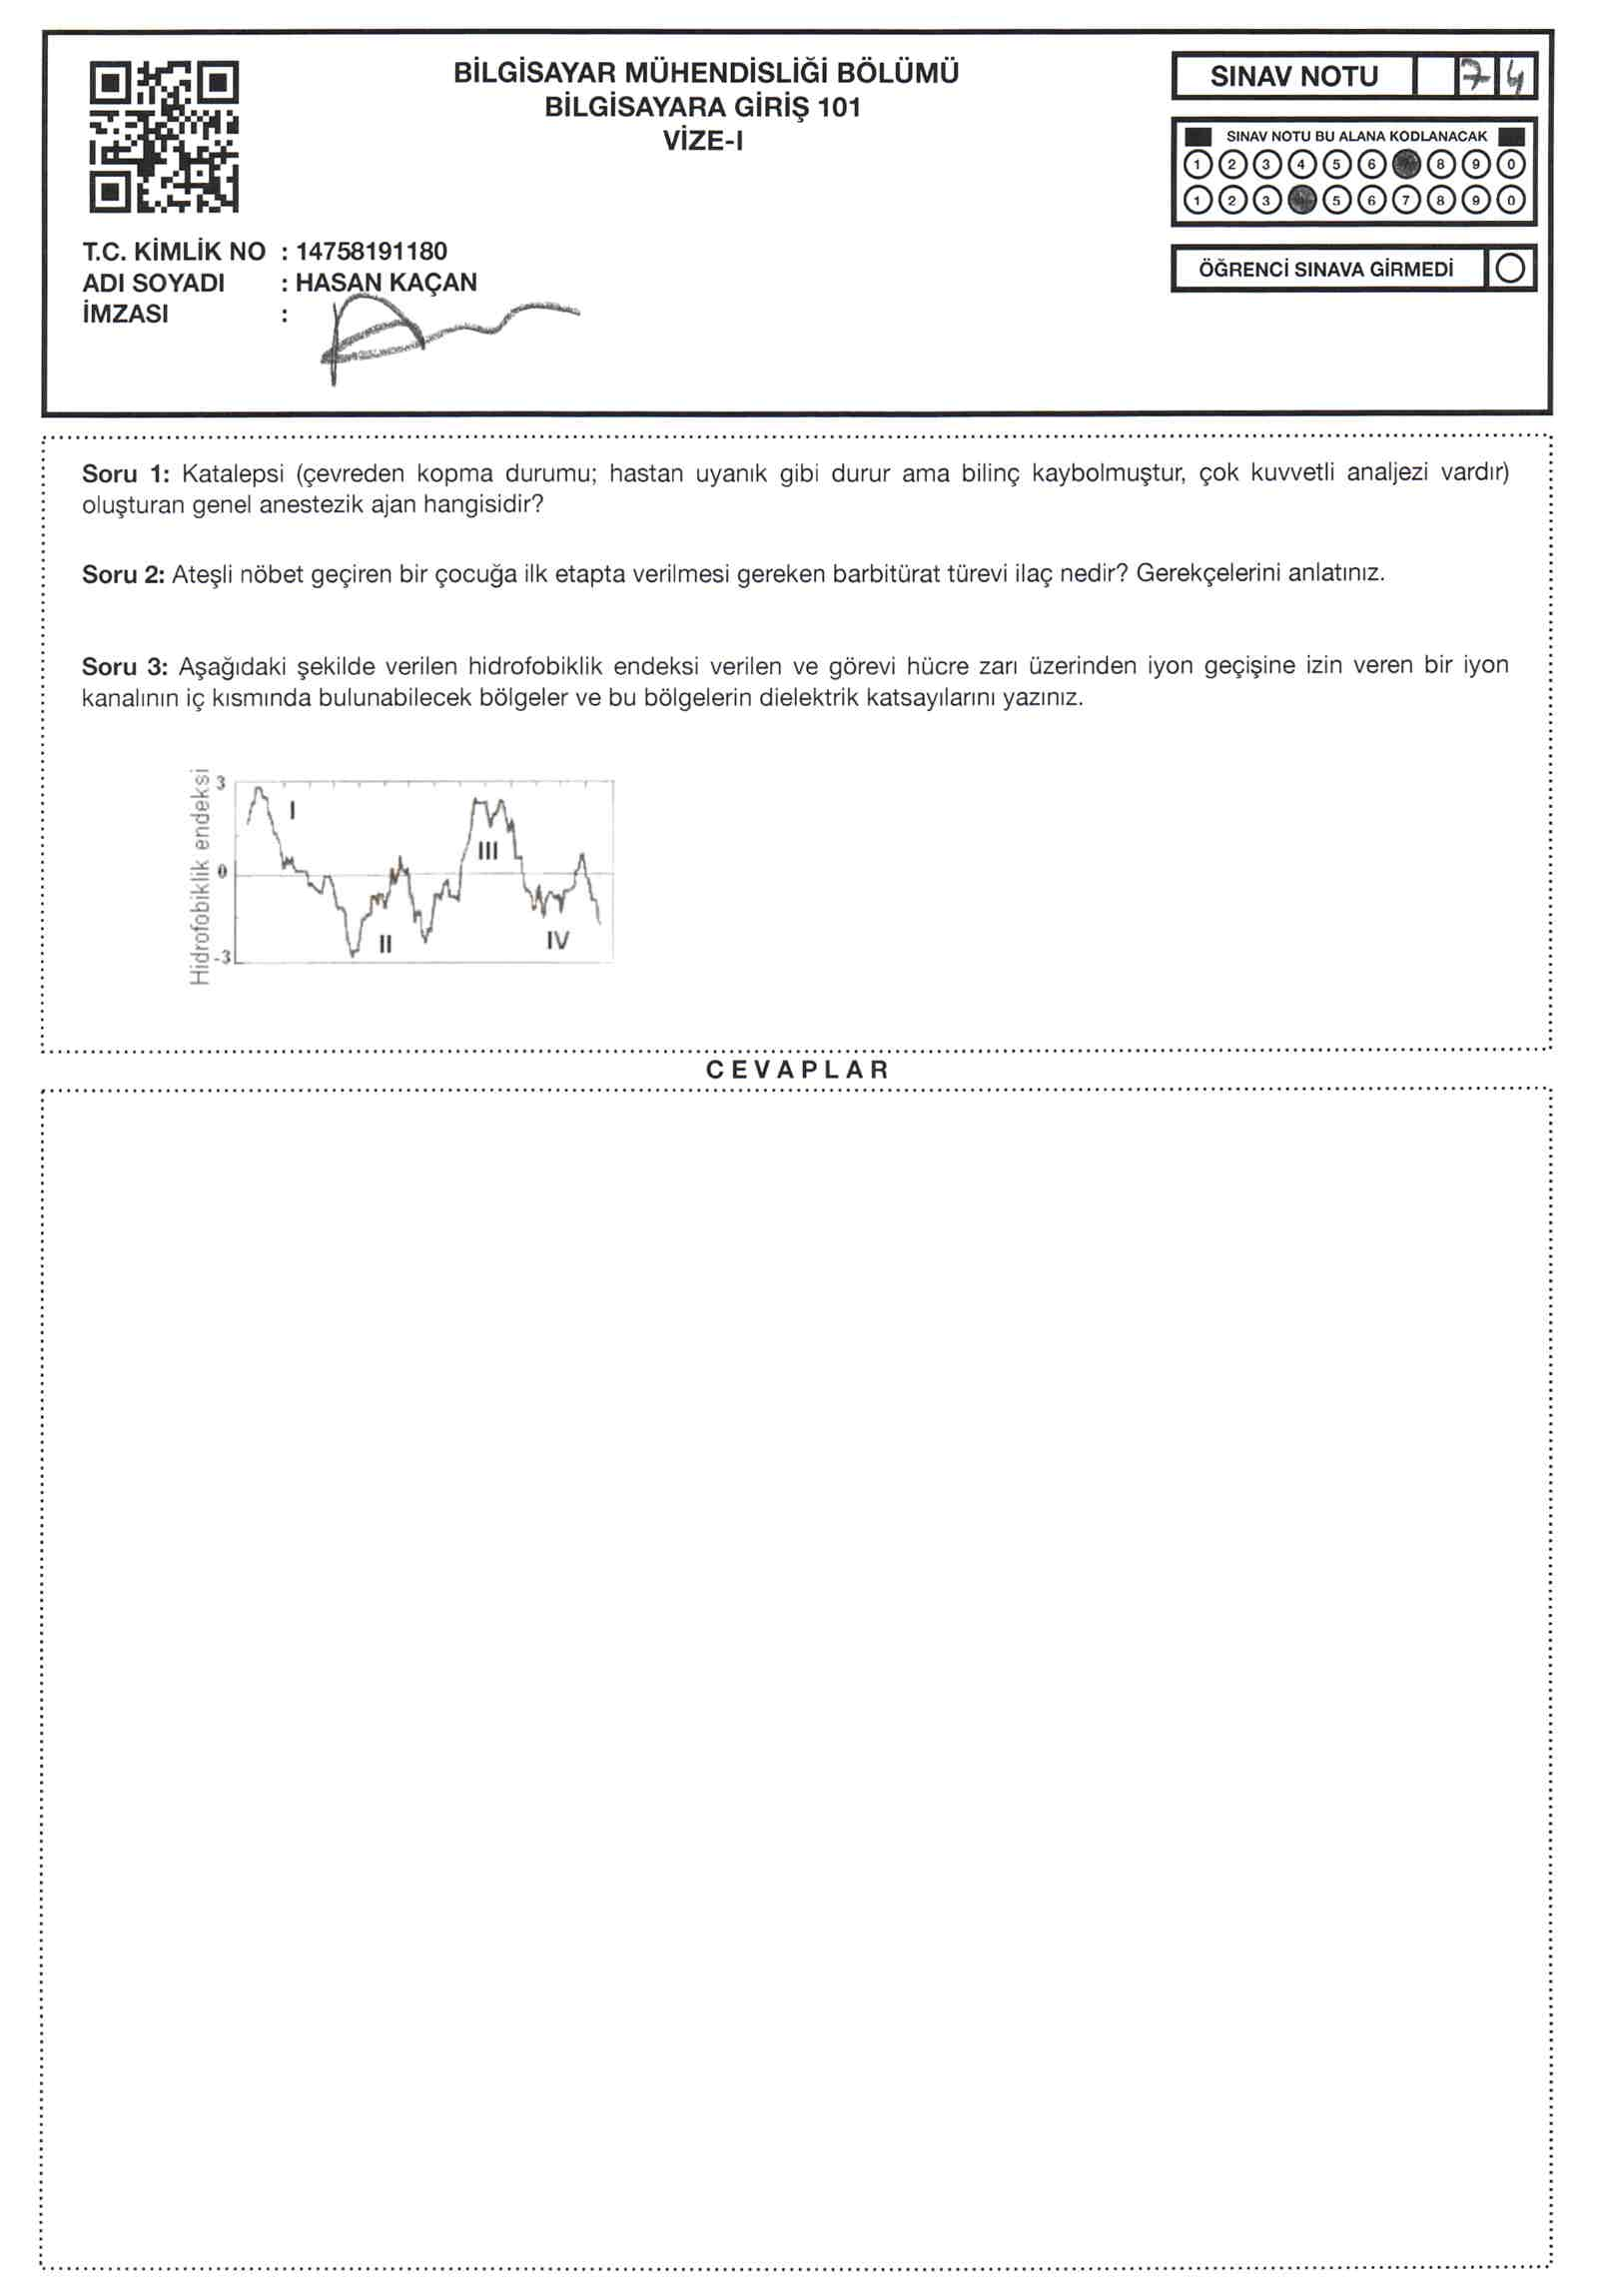 BİLGİSAYAR MÜHENDİSLİĞİ BÖLÜMÜ
BİLGİSAYARA GİRİŞ 101
VİZE-I
SINAV NOTU 7 4
SINAV NOTU BU ALANA KODLANACAK
1 2 3 4 5 6 8 9 0
1 2 3 5 6 7 8 9 0
ÖĞRENCİ SINAVA GİRMEDİ
T.C. KİMLİK NO : 14758191180
ADI SOYADI : HASAN KAÇAN
İMZASI :
Soru 1: Katalepsi (çevreden kopma durumu; hastan uyanık gibi durur ama bilinç kaybolmuştur, çok kuvvetli analjezi vardır)
oluşturan genel anestezik ajan hangisidir?
Soru 2: Ateşli nöbet geçiren bir çocuğa ilk etapta verilmesi gereken barbitürat türevi ilaç nedir? Gerekçelerini anlatınız.
Soru 3: Aşağıdaki şekilde verilen hidrofobiklik endeksi verilen ve görevi hücre zarı üzerinden iyon geçişine izin veren bir iyon
kanalının iç kısmında bulunabilecek bölgeler ve bu bölgelerin dielektrik katsayılarını yazınız.
Hidrofobiklik endeksi
3
0
-3
I
II
III
IV
CEVAPLAR